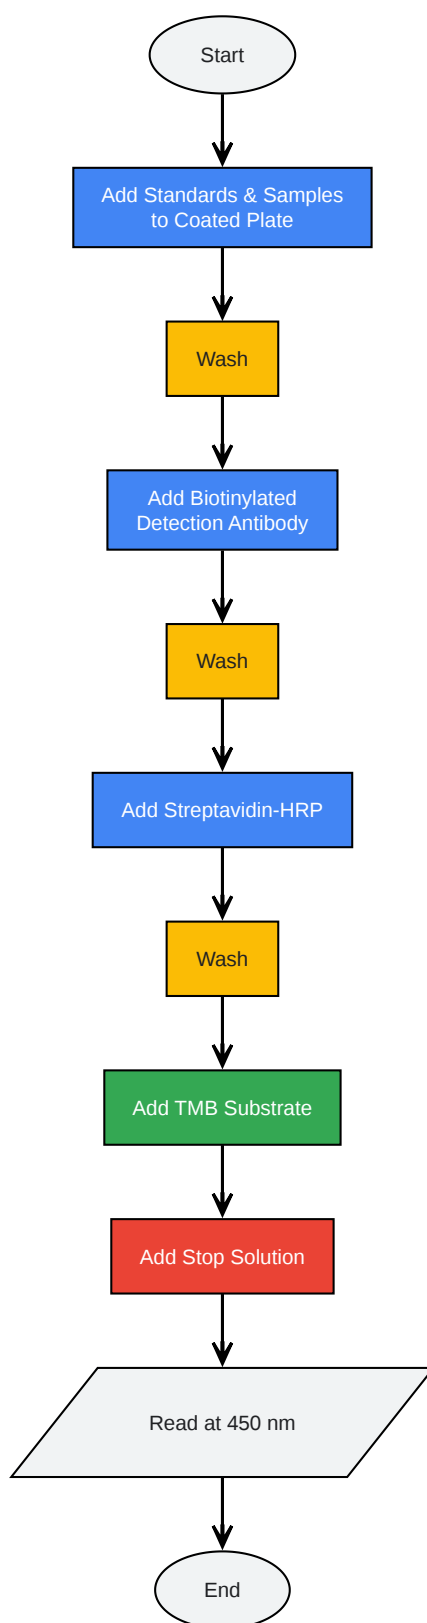 Start
Add Standards & Samples
to Coated Plate
Wash
Add Biotinylated
Detection Antibody
Wash
Add Streptavidin-HRP
Wash
Add TMB Substrate
Add Stop Solution
Read at 450 nm
End